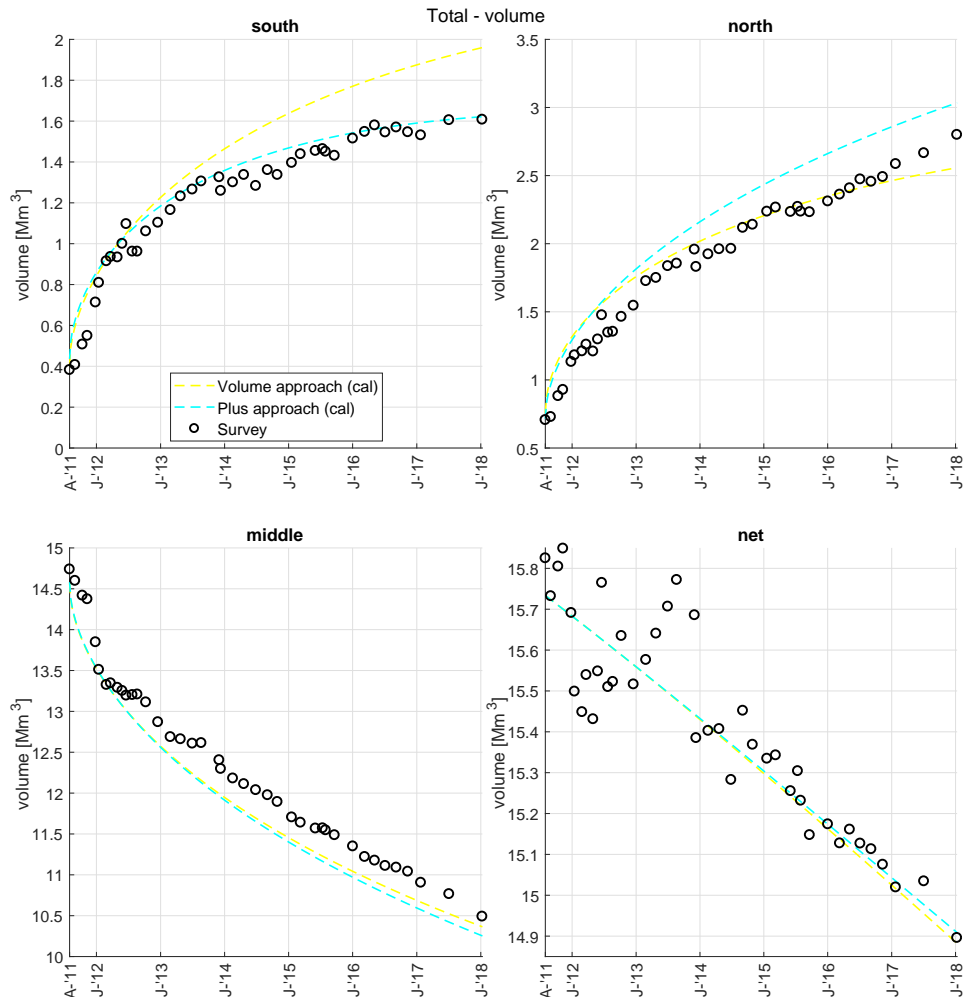 Total - volume
south
2
1.8
1.6
1.4
1.2
1
0.8
0.6
0.4
0.2
0
volume [Mm 3]
A-'11
J-'12
J-'13
J-'14
J-'15
J-'16
J-'17
J-'18
Volume approach (cal)
Plus approach (cal)
Survey
north
3.5
3
2.5
2
1.5
1
0.5
volume [Mm 3]
A-'11
J-'12
J-'13
J-'14
J-'15
J-'16
J-'17
J-'18
middle
15
14.5
14
13.5
13
12.5
12
11.5
11
10.5
10
volume [Mm 3]
A-'11
J-'12
J-'13
J-'14
J-'15
J-'16
J-'17
J-'18
net
15.8
15.7
15.6
15.5
15.4
15.3
15.2
15.1
15
14.9
volume [Mm 3]
A-'11
J-'12
J-'13
J-'14
J-'15
J-'16
J-'17
J-'18